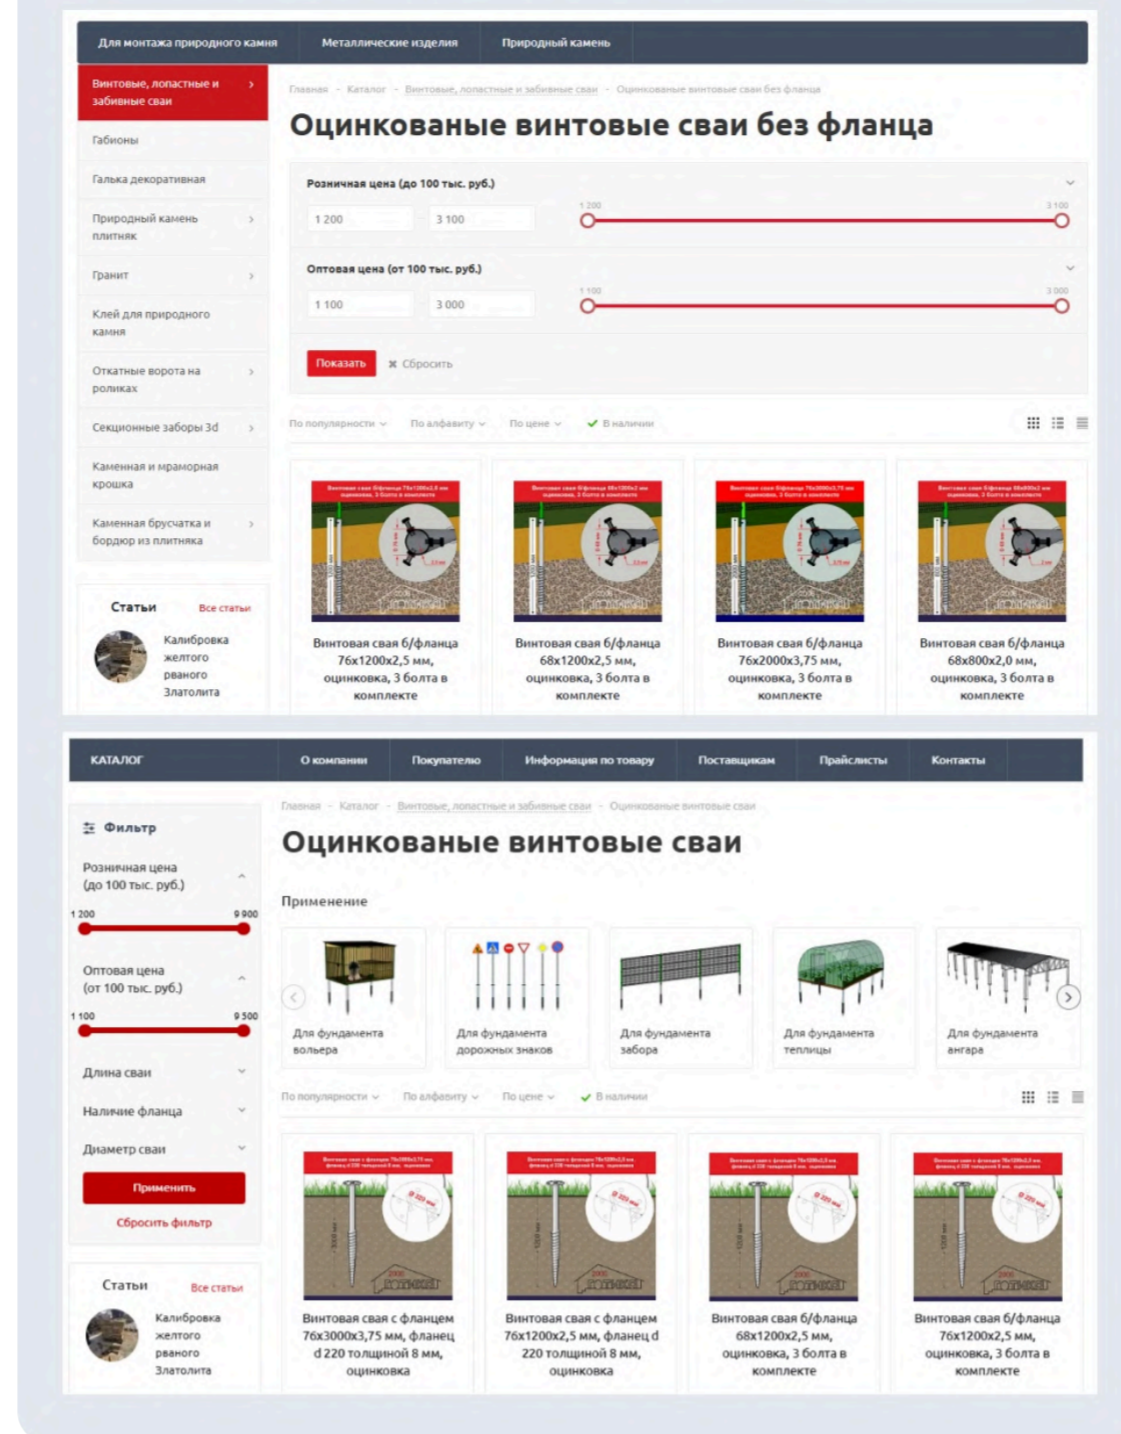 Для монтажа природного камня
Металлические изделия
Природный камень
Винтовые, лопастные и
забивные сваи
Габионы
Галька декоративная
Природный камень
плитняк
Гранит
Клей для природного
камня
Откатные ворота на
роликах
Секционные заборы 3d
Каменная и мраморная
крошка
Каменная брусчатка и
бордюр из плитняка
Статьи
Все статьи
Калибровка
желтого
рваного
Златолита
Главная - Каталог - Винтовые, лопастные и забивные сваи - Оцинкованые винтовые сваи без фланца
Оцинкованые винтовые сваи без фланца
Розничная цена (до 100 тыс. руб.)
1 200
3 100
1 200
3 100
Оптовая цена (от 100 тыс. руб.)
1 100
3 000
1 100
3 000
Показать
Сбросить
По популярности
По алфавиту
По цене
В наличии
Винтовая свая б/фланца
76х1200х2,5 мм,
оцинковка, 3 болта в
комплекте
Винтовая свая б/фланца
68х1200х2,5 мм,
оцинковка, 3 болта в
комплекте
Винтовая свая б/фланца
76х2000х3,75 мм,
оцинковка, 3 болта в
комплекте
Винтовая свая б/фланца
68х800х2,0 мм,
оцинковка, 3 болта в
комплекте
КАТАЛОГ
О компании
Покупателю
Информация по товару
Поставщикам
Прайслисты
Контакты
Фильтр
Розничная цена
(до 100 тыс. руб.)
1 200
9 900
Оптовая цена
(от 100 тыс. руб.)
1 100
9 500
Длина сваи
Наличие фланца
Диаметр сваи
Применить
Сбросить фильтр
Статьи
Все статьи
Калибровка
желтого
рваного
Златолита
Главная - Каталог - Винтовые, лопастные и забивные сваи - Оцинкованые винтовые сваи
Оцинкованые винтовые сваи
Применение
Для фундамента
вольера
Для фундамента
дорожных знаков
Для фундамента
забора
Для фундамента
теплицы
Для фундамента
ангара
По популярности
По алфавиту
По цене
В наличии
Винтовая свая с фланцем
76х3000х3,75 мм, фланец
d 220 толщиной 8 мм,
оцинковка
Винтовая свая с фланцем
76х1200х2,5 мм, фланец d
220 толщиной 8 мм,
оцинковка
Винтовая свая б/фланца
68х1200х2,5 мм,
оцинковка, 3 болта в
комплекте
Винтовая свая б/фланца
76х1200х2,5 мм,
оцинковка, 3 болта в
комплекте